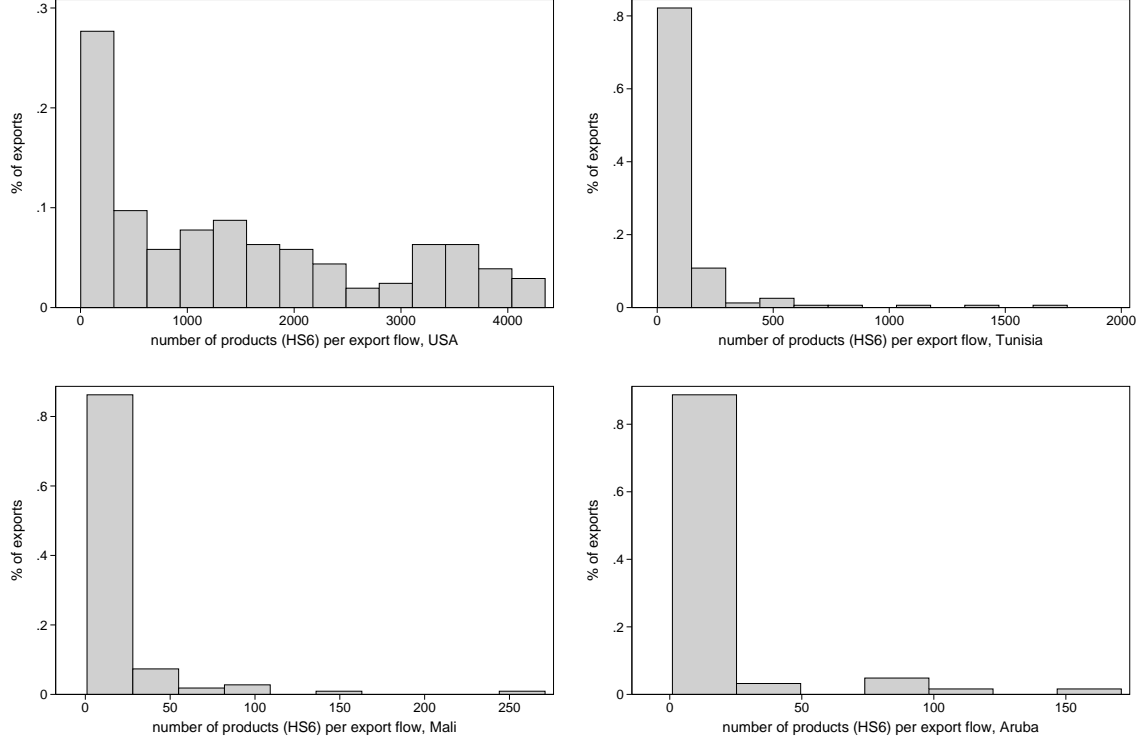 % of exports
.3
.2
.1
0
0 1000 2000 3000 4000
number of products (HS6) per export flow, USA
% of exports
.8
.6
.4
.2
0
0 500 1000 1500 2000
number of products (HS6) per export flow, Tunisia
% of exports
.8
.6
.4
.2
0
0 50 100 150 200 250
number of products (HS6) per export flow, Mali
% of exports
.8
.6
.4
.2
0
0 50 100 150
number of products (HS6) per export flow, Aruba